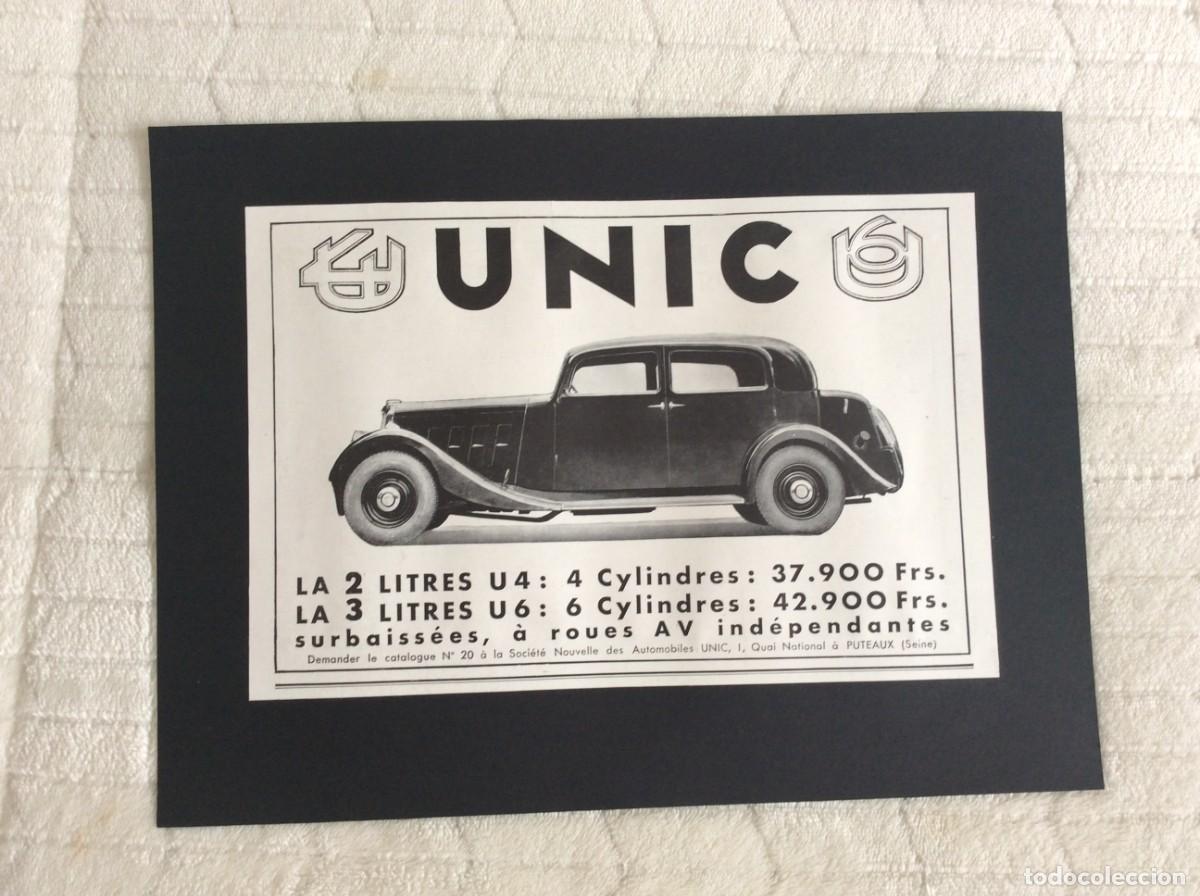 U4 UNIC U6
LA 2 LITRES U4: 4 Cylindres: 37.900 Frs.
LA 3 LITRES U6: 6 Cylindres: 42.900 Frs.
surbaissées, à roues AV indépendantes
Demander le catalogue N° 20 à la Société Nouvelle des Automobiles UNIC, 1, Quai National à PUTEAUX (Seine)
todocoleccion